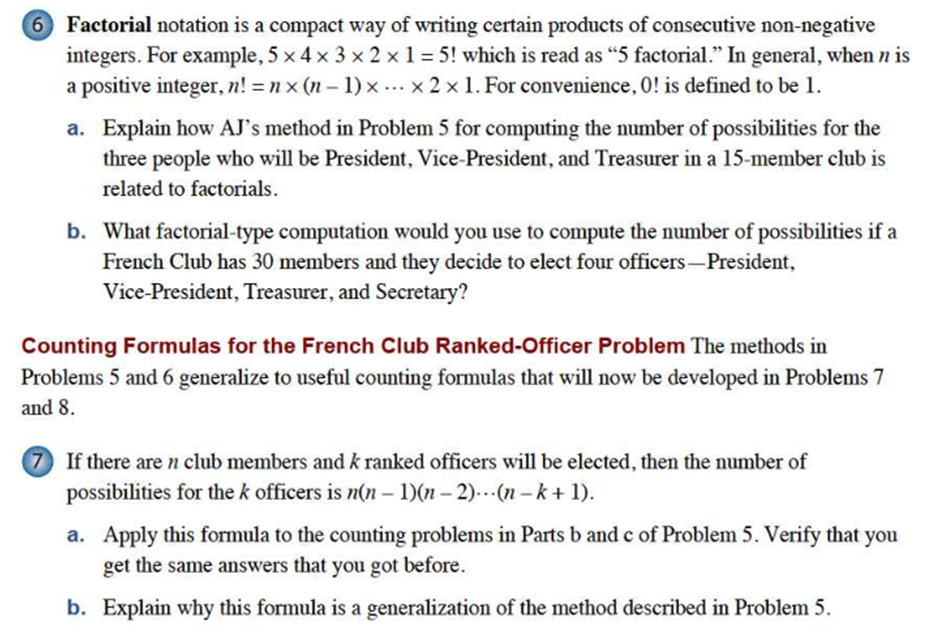 6 Factorial notation is a compact way of writing certain products of consecutive non-negative
integers. For example, 5 × 4 × 3 × 2 × 1 = 5! which is read as “5 factorial.” In general, when n is
a positive integer, n! = n × (n – 1) × ··· × 2 × 1. For convenience, 0! is defined to be 1.
a. Explain how AJ’s method in Problem 5 for computing the number of possibilities for the
three people who will be President, Vice-President, and Treasurer in a 15-member club is
related to factorials.
b. What factorial-type computation would you use to compute the number of possibilities if a
French Club has 30 members and they decide to elect four officers—President,
Vice-President, Treasurer, and Secretary?
Counting Formulas for the French Club Ranked-Officer Problem The methods in
Problems 5 and 6 generalize to useful counting formulas that will now be developed in Problems 7
and 8.
7 If there are n club members and k ranked officers will be elected, then the number of
possibilities for the k officers is n(n – 1)(n – 2)···(n – k + 1).
a. Apply this formula to the counting problems in Parts b and c of Problem 5. Verify that you
get the same answers that you got before.
b. Explain why this formula is a generalization of the method described in Problem 5.